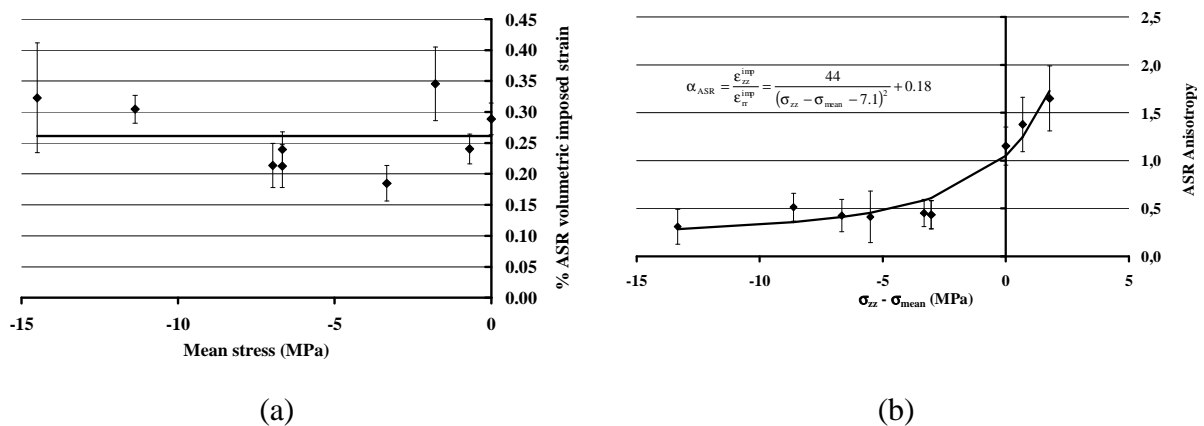 0.45
0.40
0.35
0.30
0.25
0.20
0.15
0.10
0.05
0.00
% ASR volumetric imposed strain
-15 -10 -5 0
Mean stress (MPa)
(a)
2,5
2,0
1,5
1,0
0,5
0,0
ASR Anisotropy
α_ASR = ε_zz^imp / ε_rr^imp = 44 / (σ_zz − σ_mean − 7.1)² + 0.18
-15 -10 -5 0 5
σ_zz - σ_mean (MPa)
(b)